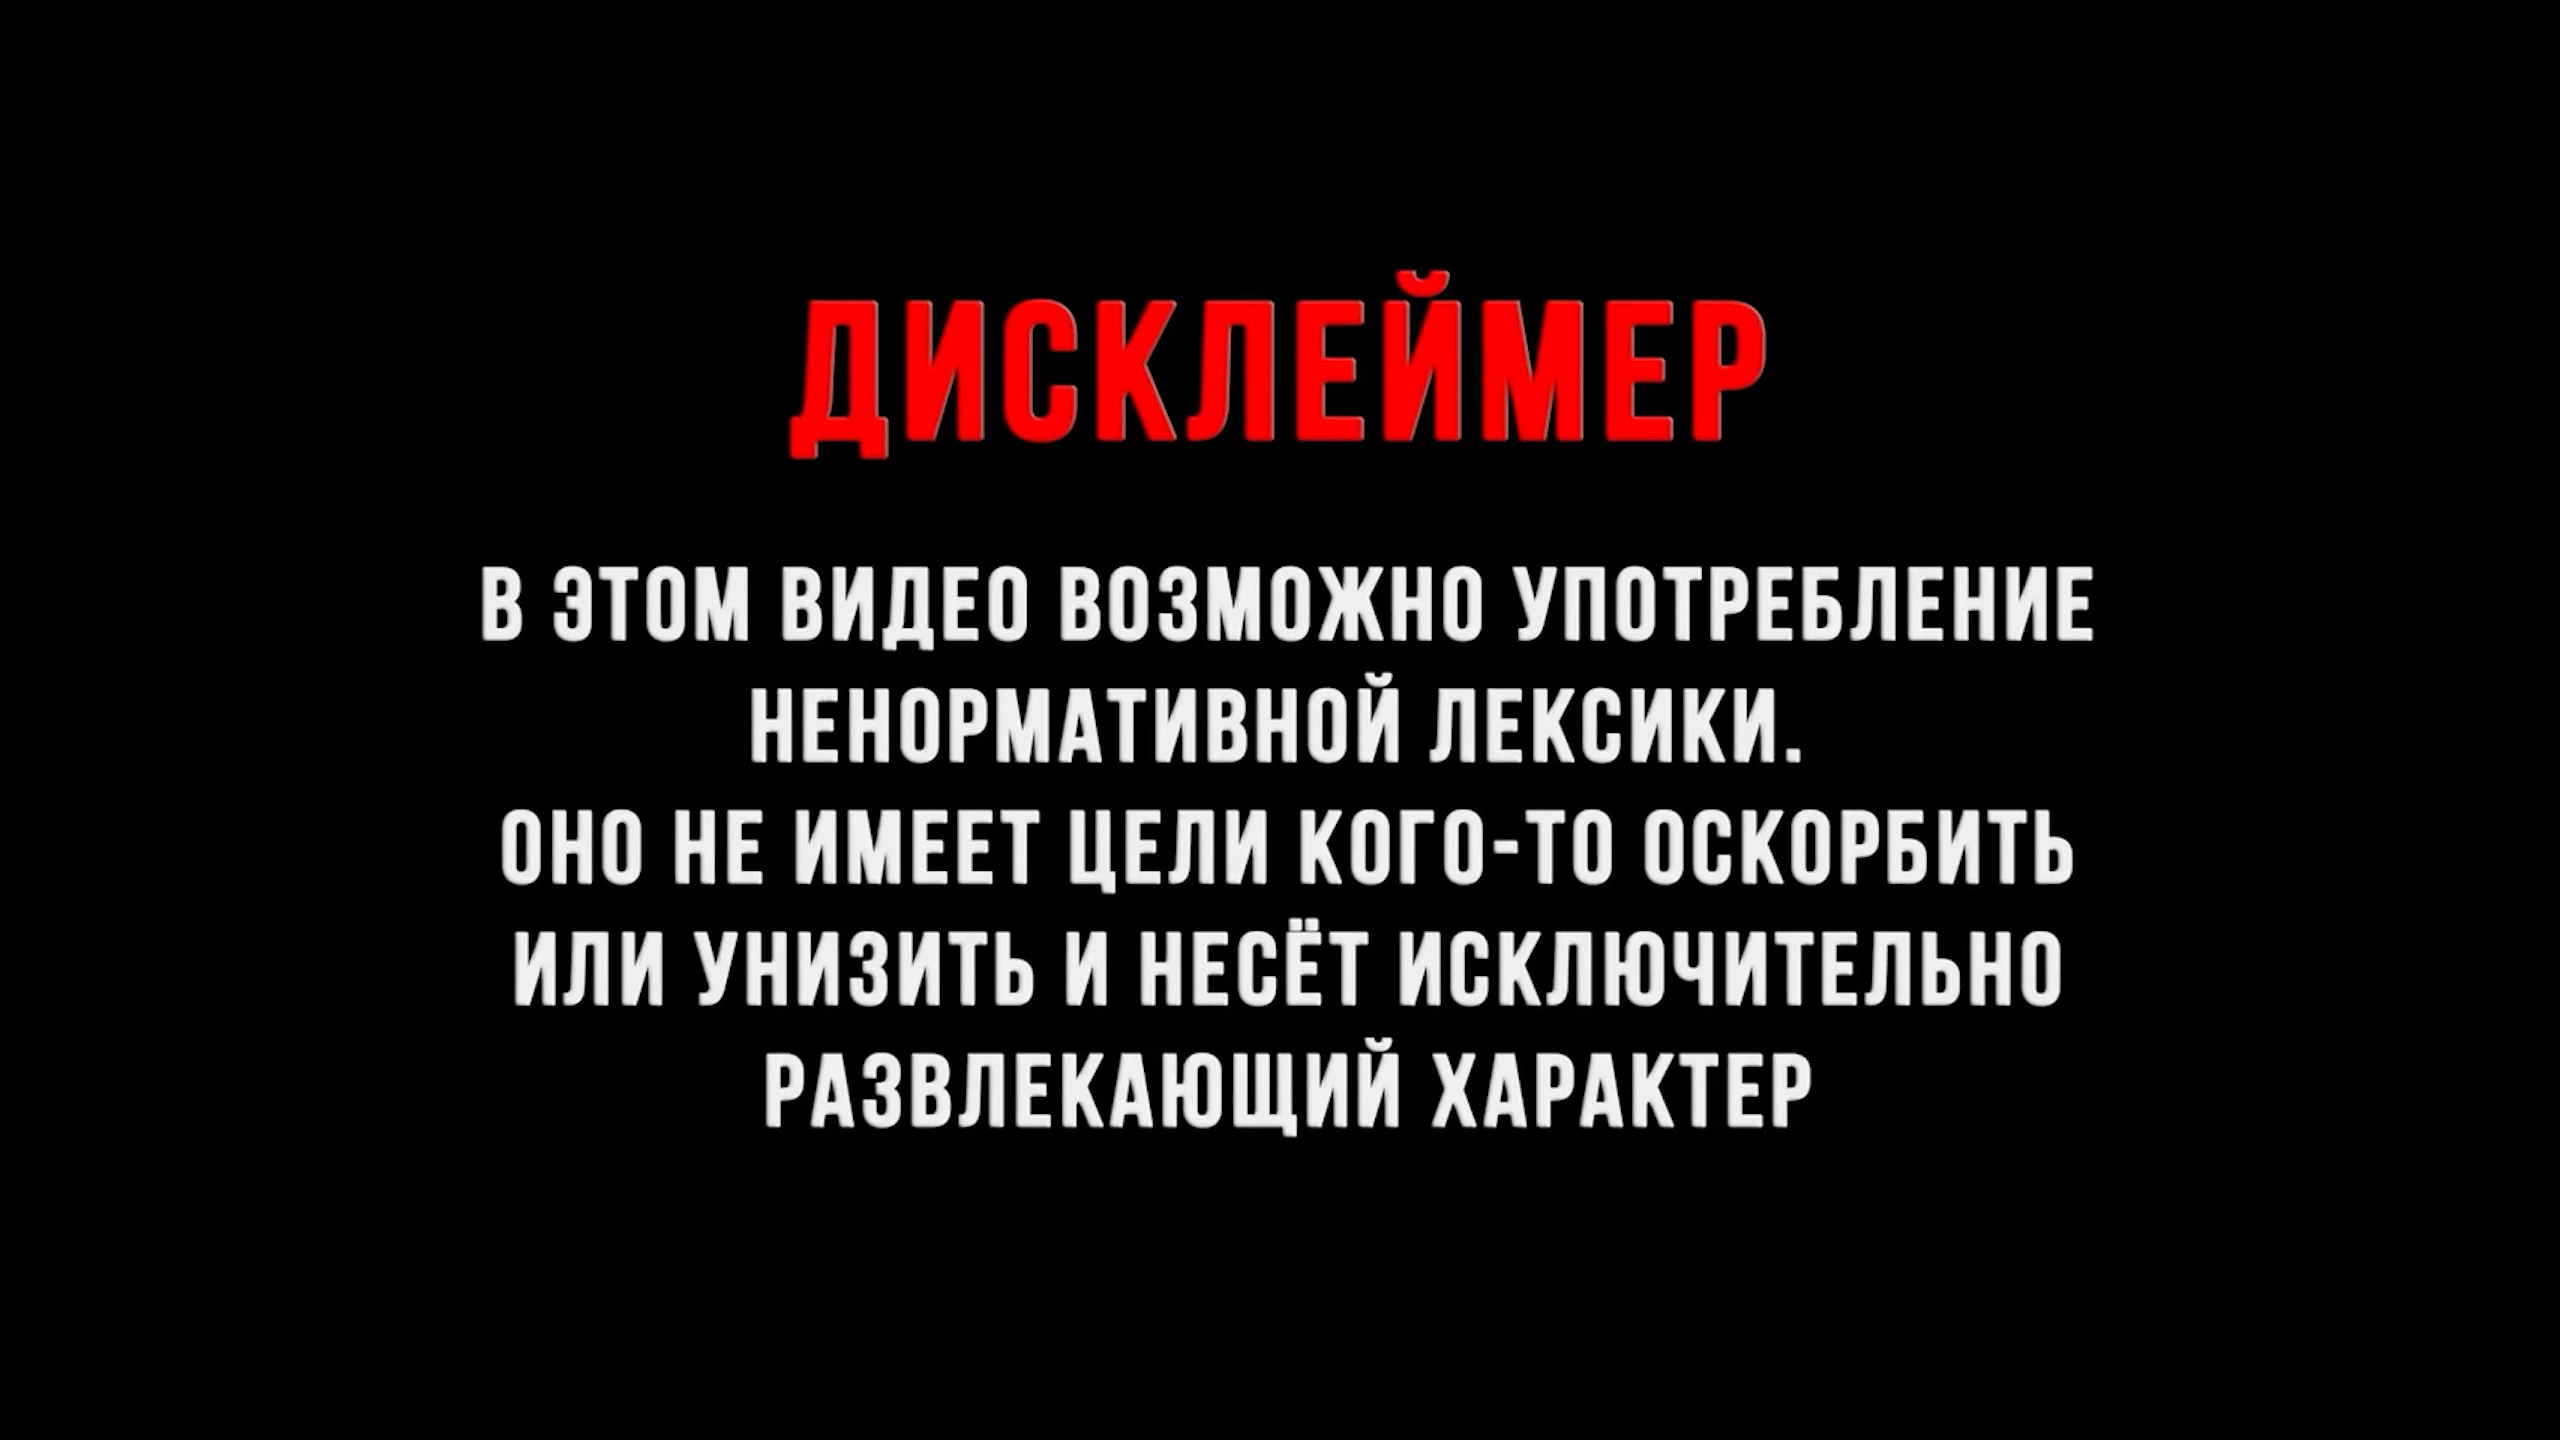 ДИСКЛЕЙМЕР
В ЭТОМ ВИДЕО ВОЗМОЖНО УПОТРЕБЛЕНИЕ
НЕНОРМАТИВНОЙ ЛЕКСИКИ.
ОНО НЕ ИМЕЕТ ЦЕЛИ КОГО-ТО ОСКОРБИТЬ
ИЛИ УНИЗИТЬ И НЕСЁТ ИСКЛЮЧИТЕЛЬНО
РАЗВЛЕКАЮЩИЙ ХАРАКТЕР